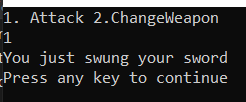 1. Attack 2.ChangeWeapon
1
You just swung your sword
Press any key to continue